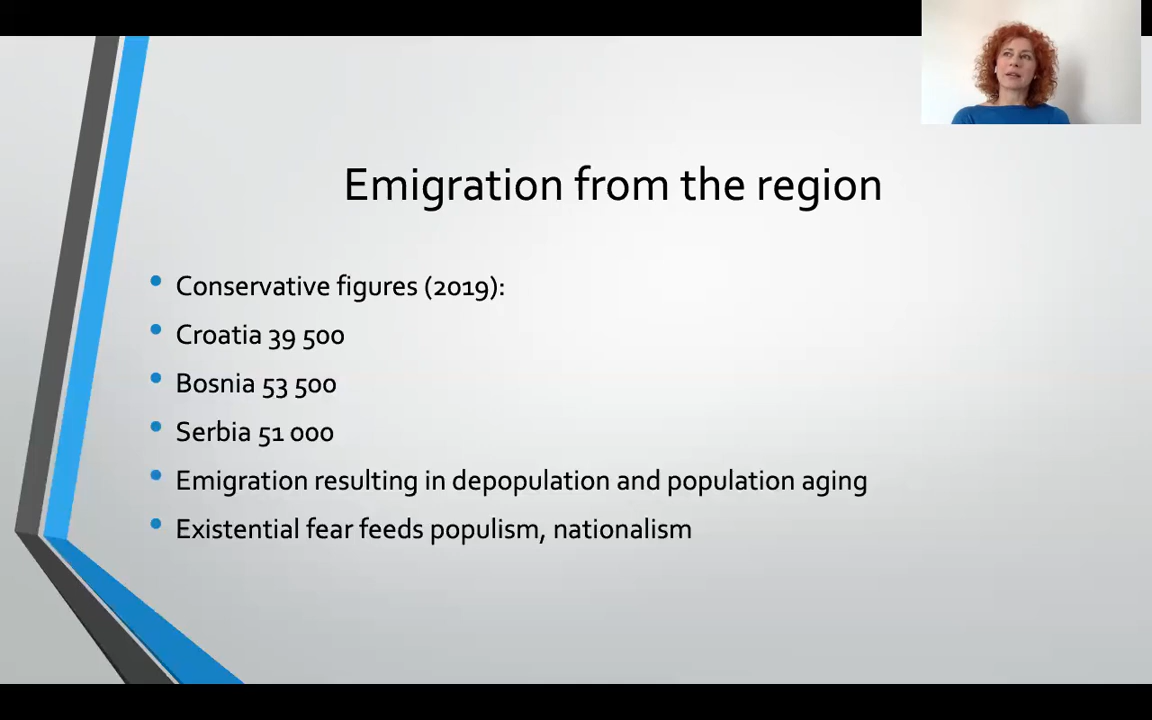 Emigration from the region
Conservative figures (2019):
Croatia 39 500
Bosnia 53 500
Serbia 51 000
Emigration resulting in depopulation and population aging
Existential fear feeds populism, nationalism